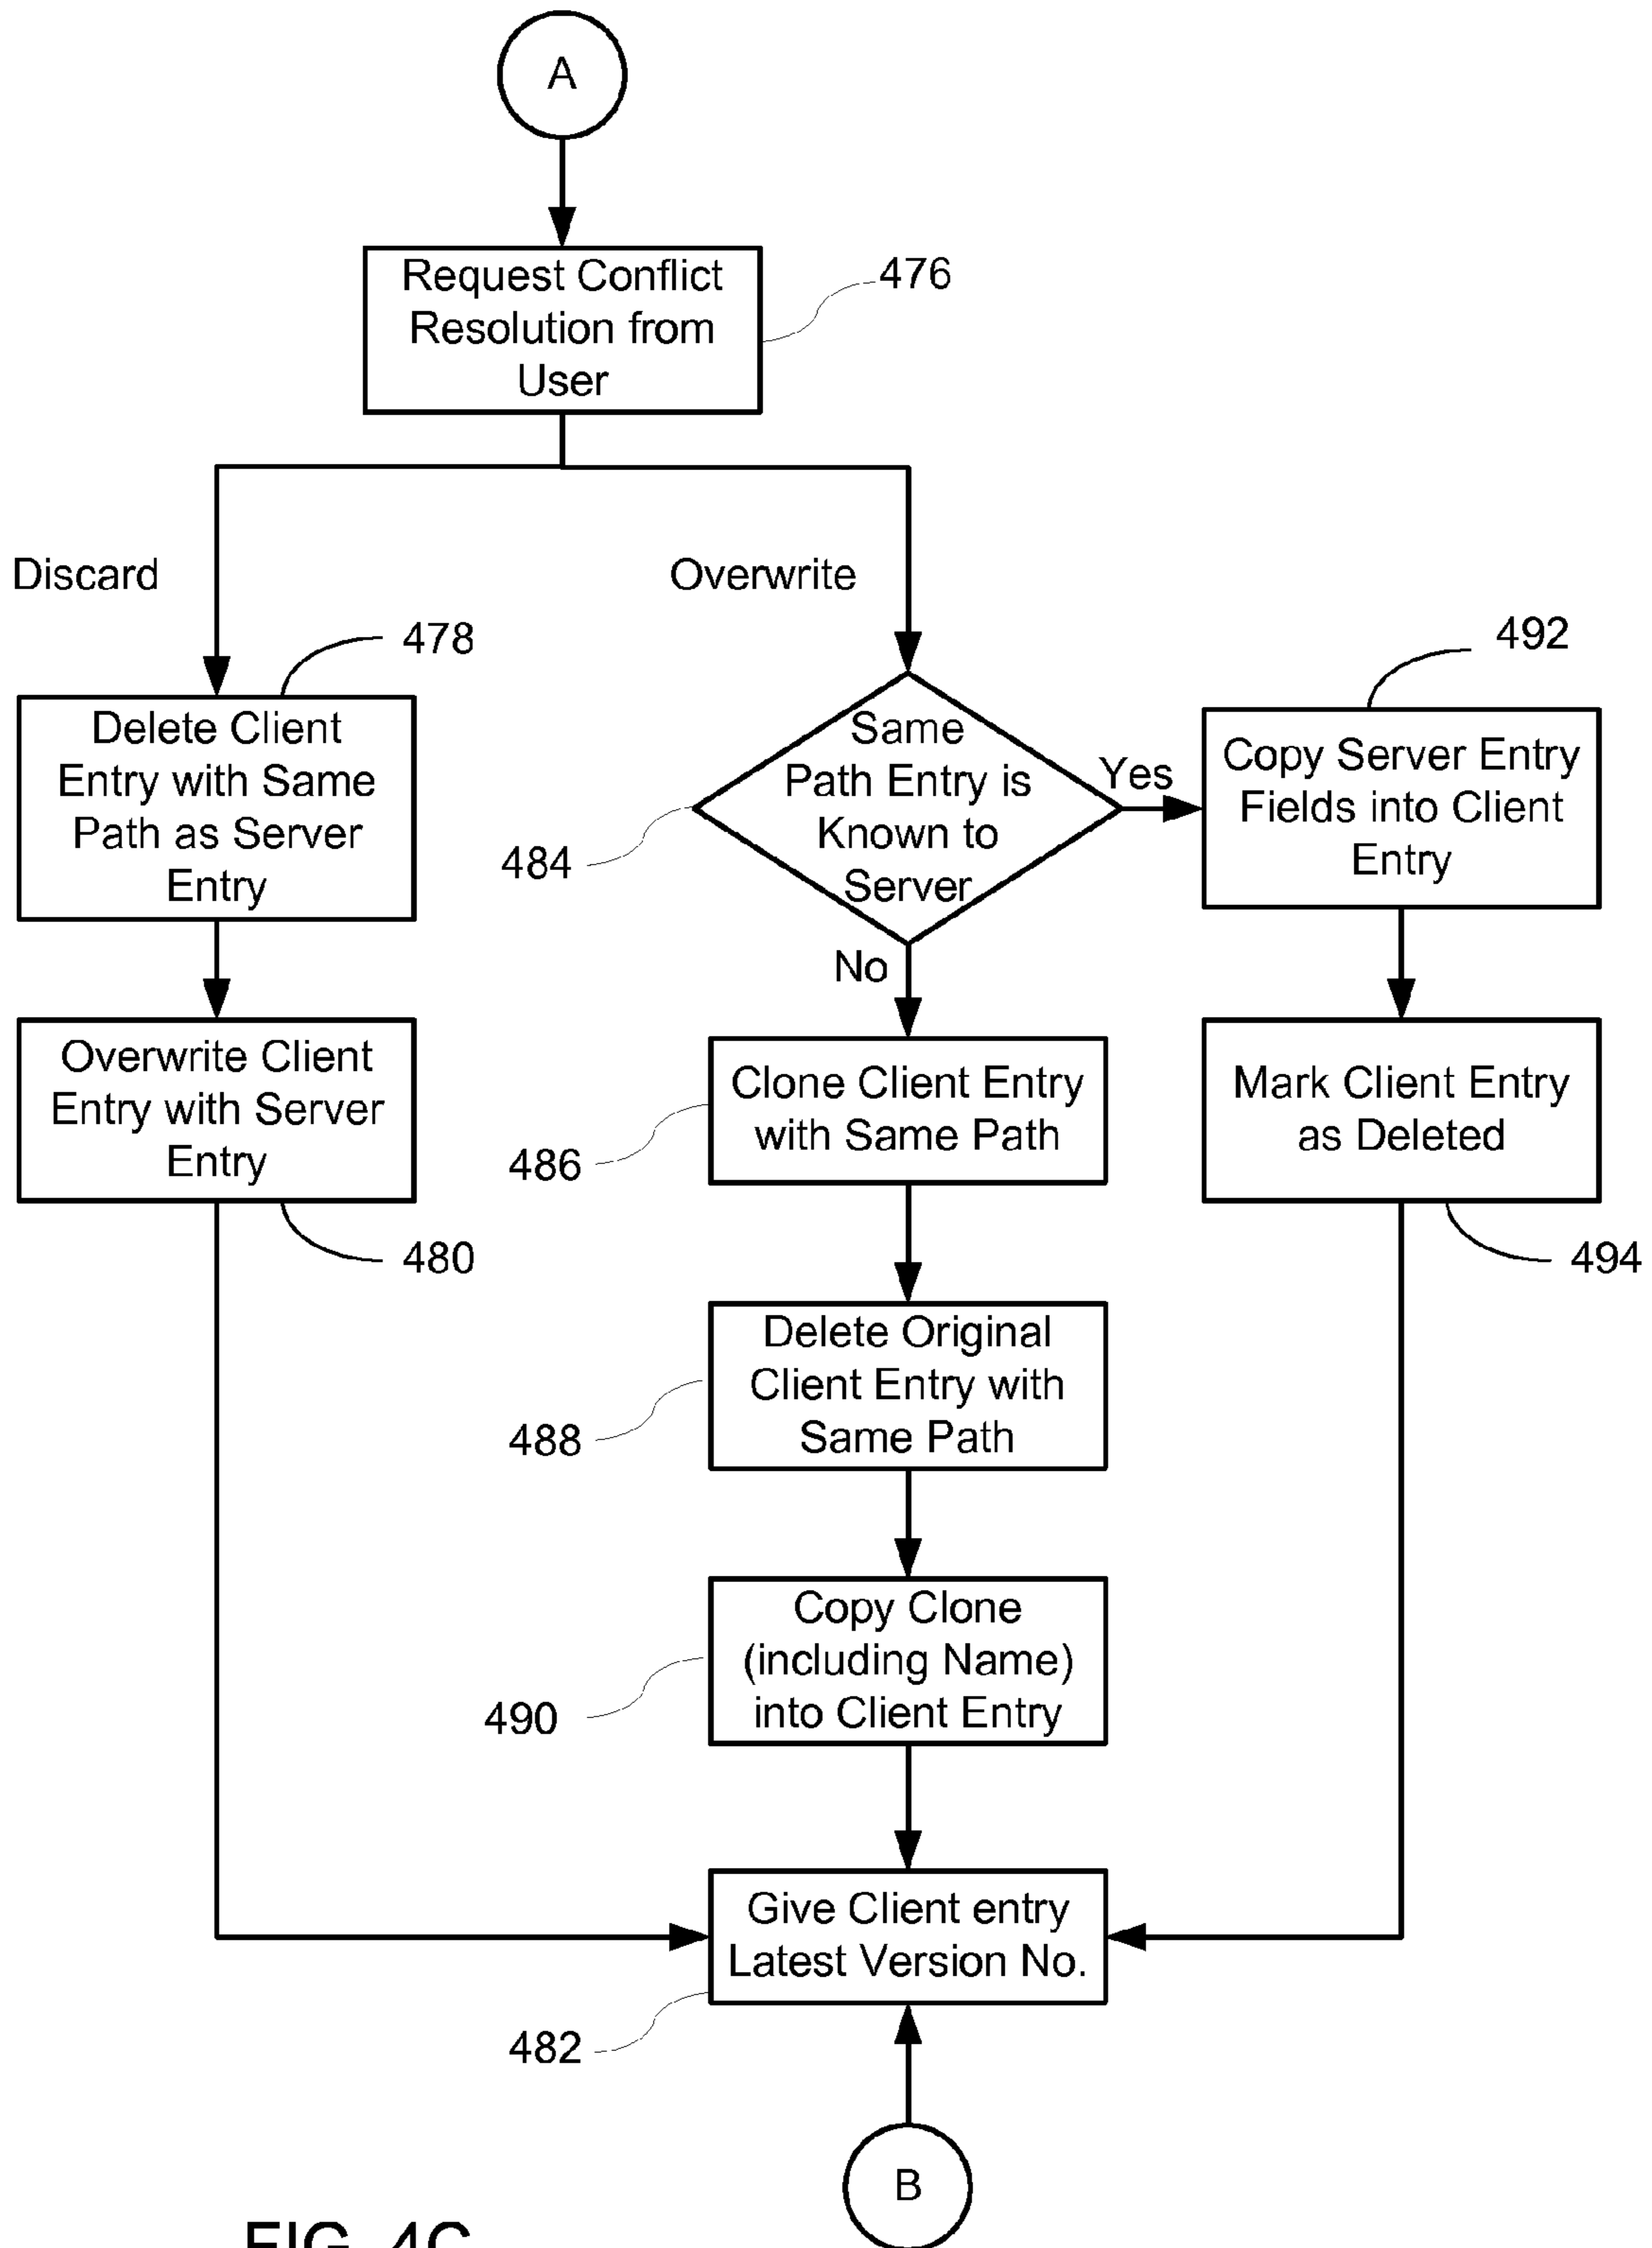 A
Request Conflict
Resolution from
User
476
Discard
Overwrite
478
Delete Client
Entry with Same
Path as Server
Entry
Same
Path Entry is
Known to
Server
484
Yes
No
492
Copy Server Entry
Fields into Client
Entry
Overwrite Client
Entry with Server
Entry
480
Clone Client Entry
with Same Path
486
Mark Client Entry
as Deleted
494
Delete Original
Client Entry with
Same Path
488
Copy Clone
(including Name)
into Client Entry
490
Give Client entry
Latest Version No.
482
B
FIG. 4C